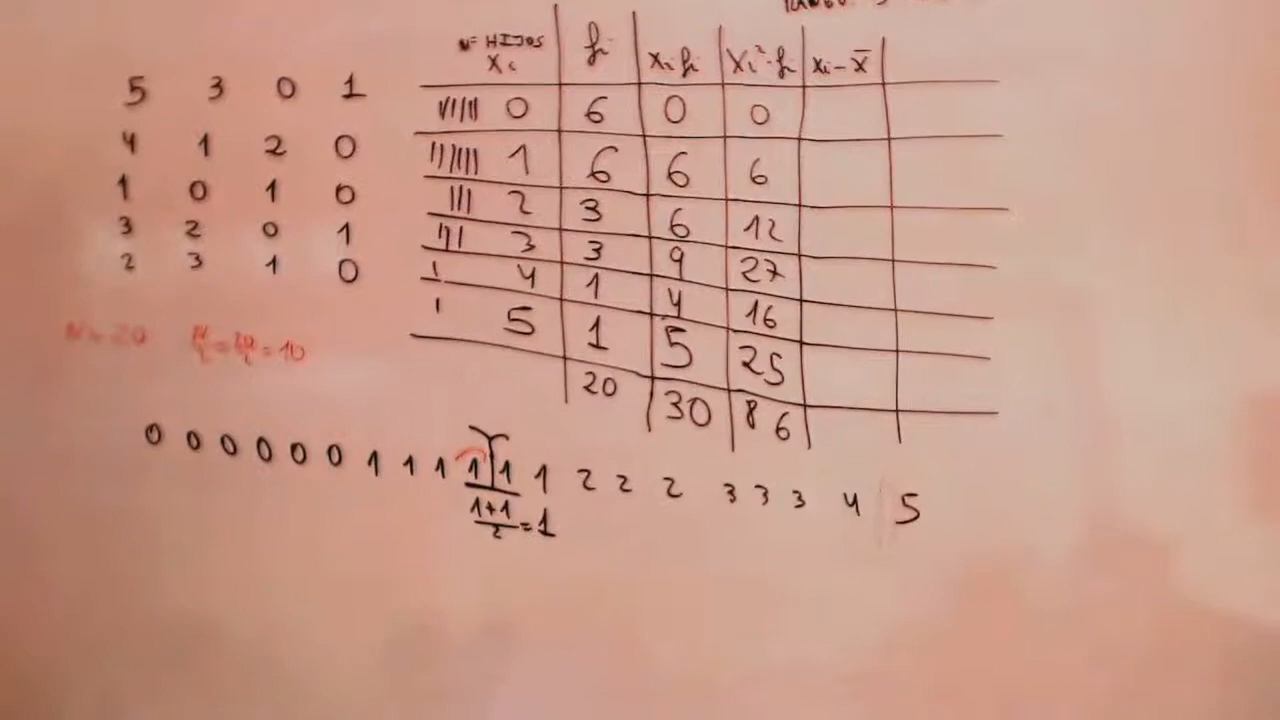 5 3 0 1
4 1 2 0
1 0 1 0
3 2 0 1
2 3 1 0
N=20 N/2=20/2=10
Nº HIJOS
xi fi xi fi xi²·fi xi-x̄
0 6 0 0
1 6 6 6
2 3 6 12
3 3 9 27
4 1 4 16
5 1 5 25
20 30 86
0 0 0 0 0 0 1 1 1 1 1 1 2 2 2 3 3 3 4 5
1+1/2=1